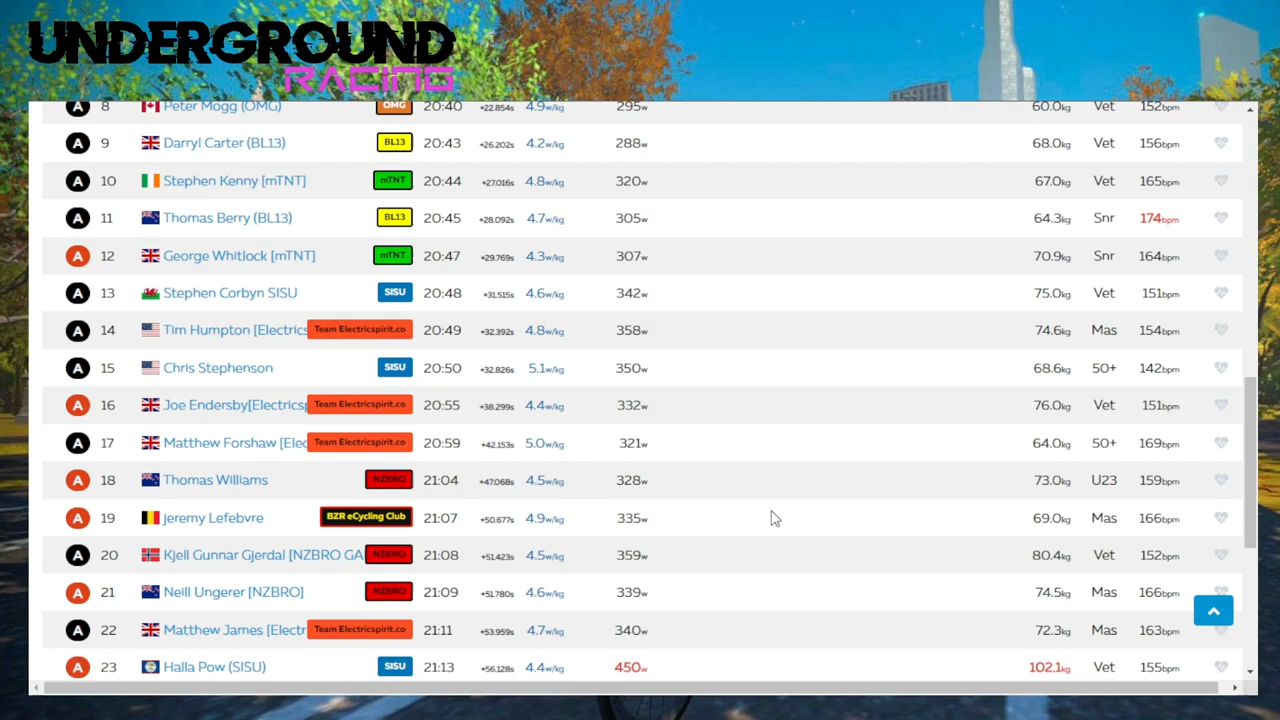 UNDERGROUND
RACING
A 8 Peter Mogg (OMG) OMG 20:40 +22.854s 4.9w/kg 295w 60.0kg Vet 152bpm
A 9 Darryl Carter (BL13) BL13 20:43 +26.202s 4.2w/kg 288w 68.0kg Vet 156bpm
A 10 Stephen Kenny [mTNT] mTNT 20:44 +27.016s 4.8w/kg 320w 67.0kg Vet 165bpm
A 11 Thomas Berry (BL13) BL13 20:45 +28.092s 4.7w/kg 305w 64.3kg Snr 174bpm
A 12 George Whitlock [mTNT] mTNT 20:47 +29.769s 4.3w/kg 307w 70.9kg Snr 164bpm
A 13 Stephen Corbyn SISU SISU 20:48 +31.515s 4.6w/kg 342w 75.0kg Vet 151bpm
A 14 Tim Humpton [Electrics Team Electricspirit.co 20:49 +32.392s 4.8w/kg 358w 74.6kg Mas 154bpm
A 15 Chris Stephenson SISU 20:50 +32.826s 5.1w/kg 350w 68.6kg 50+ 142bpm
A 16 Joe Endersby[Electricsp Team Electricspirit.co 20:55 +38.299s 4.4w/kg 332w 76.0kg Vet 151bpm
A 17 Matthew Forshaw [Elec Team Electricspirit.co 20:59 +42.153s 5.0w/kg 321w 64.0kg 50+ 169bpm
A 18 Thomas Williams NZBRO 21:04 +47.068s 4.5w/kg 328w 73.0kg U23 159bpm
A 19 Jeremy Lefebvre BZR eCycling Club 21:07 +50.677s 4.9w/kg 335w 69.0kg Mas 166bpm
A 20 Kjell Gunnar Gjerdal [NZBRO GA NZBRO 21:08 +51.423s 4.5w/kg 359w 80.4kg Vet 152bpm
A 21 Neill Ungerer [NZBRO] NZBRO 21:09 +51.780s 4.6w/kg 339w 74.5kg Mas 166bpm
A 22 Matthew James [Electr Team Electricspirit.co 21:11 +53.959s 4.7w/kg 340w 72.3kg Mas 163bpm
A 23 Halla Pow (SISU) SISU 21:13 +56.128s 4.4w/kg 450w 102.1kg Vet 155bpm